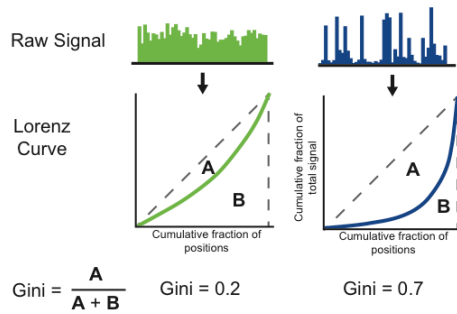 Raw Signal
Lorenz
Curve
A
B
Cumulative fraction of
positions
Cumulative fraction of
total signal
A
B
Cumulative fraction of
positions
Gini = A / A + B
Gini = 0.2
Gini = 0.7